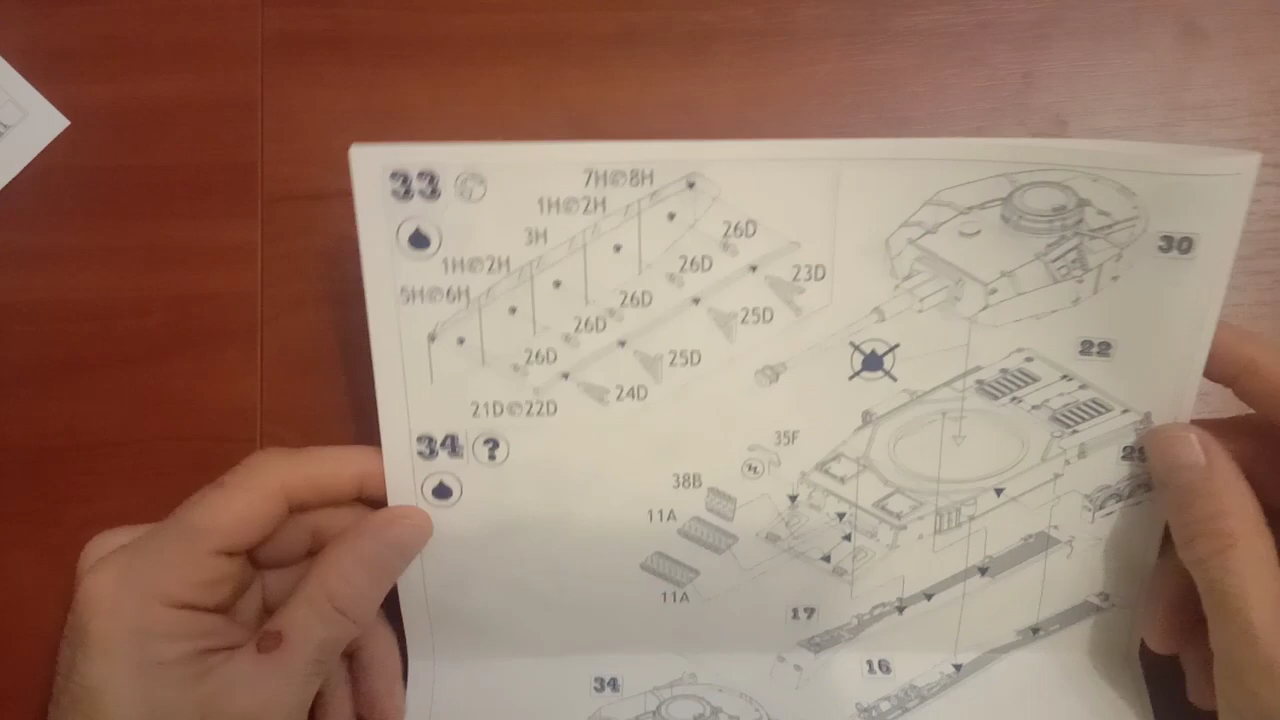 33
7H©8H
1H©2H
3H
1H©2H
5H©6H
26D
26D
23D
26D
25D
26D
25D
26D
24D
21D©22D
30
22
34 ?
35F
38B
11A
11A
17
16
34